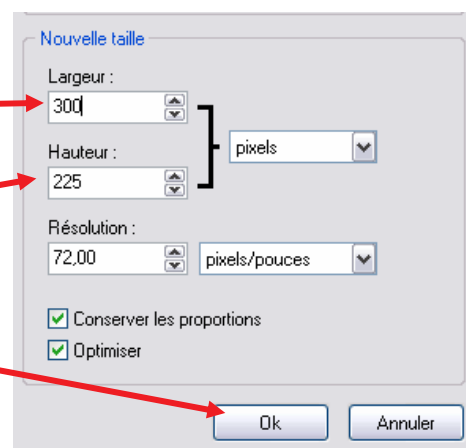 Nouvelle taille
Largeur :
300
Hauteur :
pixels
225
Résolution :
72,00 pixels/pouces
Conserver les proportions
Optimiser
Ok Annuler